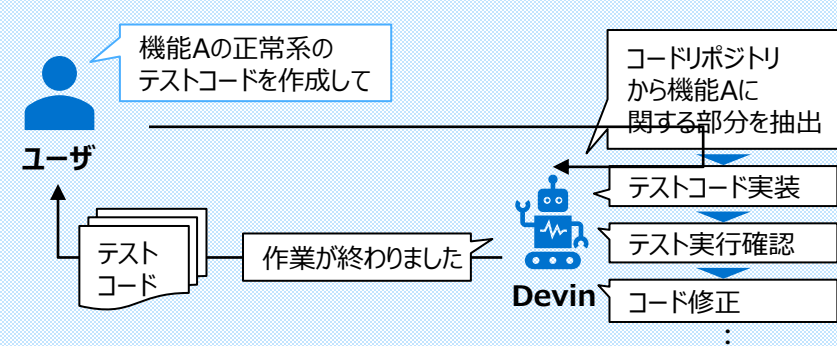 機能Aの正常系の
テストコードを作成して
ユーザ
コードリポジトリ
から機能Aに
関する部分を抽出
テストコード実装
テスト実行確認
コード修正
：
Devin
作業が終わりました
テスト
コード